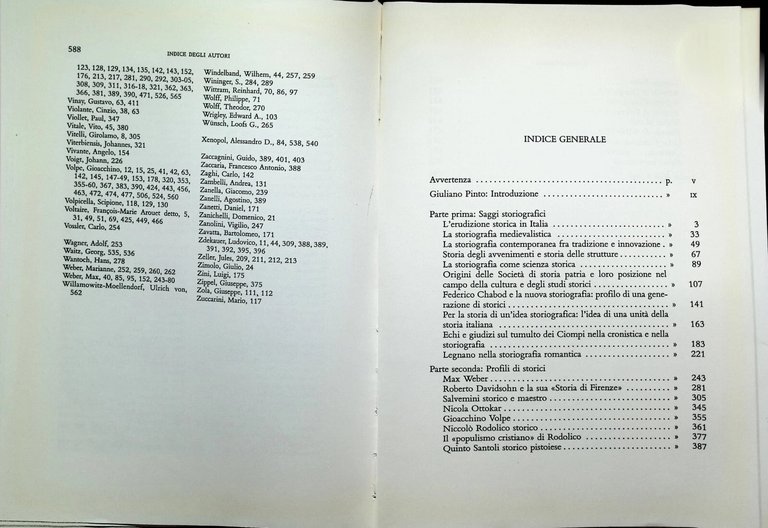 588
INDICE DEGLI AUTORI
123, 128, 129, 134, 135, 142, 143, 152,
176, 213, 217, 281, 290, 292, 303-05,
308, 309, 311, 316-18, 321, 362, 363,
366, 381, 389, 390, 471, 526, 565
Vinay, Gustavo, 63, 411
Violante, Cinzio, 38, 63
Viollet, Paul, 347
Vitale, Vito, 45, 380
Vitelli, Girolamo, 8, 305
Viterbiensis, Johannes, 321
Vivante, Angelo, 154
Voigt, Johann, 226
Volpe, Gioacchino, 12, 15, 25, 41, 42, 63,
142, 145, 147-49, 153, 178, 320, 353,
355-60, 367, 383, 390, 424, 443, 456,
463, 472, 474, 477, 506, 524, 560
Volpicella, Scipione, 118, 129, 130
Voltaire, François-Marie Arouet detto, 5,
31, 49, 51, 69, 425, 449, 466
Vossler, Carlo, 254
Wagner, Adolf, 253
Waitz, Georg, 535, 536
Wantoch, Hans, 278
Weber, Marianne, 252, 259, 260, 262
Weber, Max, 40, 85, 95, 152, 243-80
Willamowitz-Moellendorf, Ulrich von,
562
Windelband, Wilhem, 44, 257, 259
Wininger, S., 284, 289
Wittram, Reinhard, 70, 86, 97
Wolff, Philippe, 71
Wolff, Theodor, 270
Wrigley, Edward A., 103
Wünsch, Loofs G., 265
Xenopol, Alessandro D., 84, 538, 540
Zaccagnini, Guido, 389, 401, 403
Zaccaria, Francesco Antonio, 388
Zaghi, Carlo, 142
Zambelli, Andrea, 131
Zanella, Giacomo, 239
Zanelli, Agostino, 389
Zanetti, Daniel, 171
Zanichelli, Domenico, 21
Zanolini, Vigilio, 247
Zavatta, Bartolomeo, 171
Zdekauer, Ludovico, 11, 44, 309, 388, 389,
391, 392, 395, 396
Zeller, Jules, 209, 211, 212, 213
Zimolo, Giulio, 24
Zini, Luigi, 175
Zippel, Giuseppe, 375
Zola, Giuseppe, 111, 112
Zuccarini, Mario, 117
INDICE GENERALE
Avvertenza . . . . . . . . . . p. v
Giuliano Pinto: Introduzione . . . . . . . . . . » ix
Parte prima: Saggi storiografici
L'erudizione storica in Italia . . . . . . . . . . » 3
La storiografia medievalistica . . . . . . . . . . » 33
La storiografia contemporanea fra tradizione e innovazione . » 49
Storia degli avvenimenti e storia delle strutture . . . . . . . . . . » 67
La storiografia come scienza storica . . . . . . . . . . » 89
Origini delle Società di storia patria e loro posizione nel
campo della cultura e degli studi storici . . . . . . . . . . » 107
Federico Chabod e la nuova storiografia: profilo di una gene-
razione di storici . . . . . . . . . . » 141
Per la storia di un'idea storiografica: l'idea di una unità della
storia italiana . . . . . . . . . . » 163
Echi e giudizi sul tumulto dei Ciompi nella cronistica e nella
storiografia . . . . . . . . . . » 183
Legnano nella storiografia romantica . . . . . . . . . . » 221
Parte seconda: Profili di storici
Max Weber . . . . . . . . . . » 243
Roberto Davidsohn e la sua «Storia di Firenze» . . . . . . . . . . » 281
Salvemini storico e maestro . . . . . . . . . . » 305
Nicola Ottokar . . . . . . . . . . » 345
Gioacchino Volpe . . . . . . . . . . » 355
Niccolò Rodolico storico . . . . . . . . . . » 361
Il «populismo cristiano» di Rodolico . . . . . . . . . . » 377
Quinto Santoli storico pistoiese . . . . . . . . . . » 387